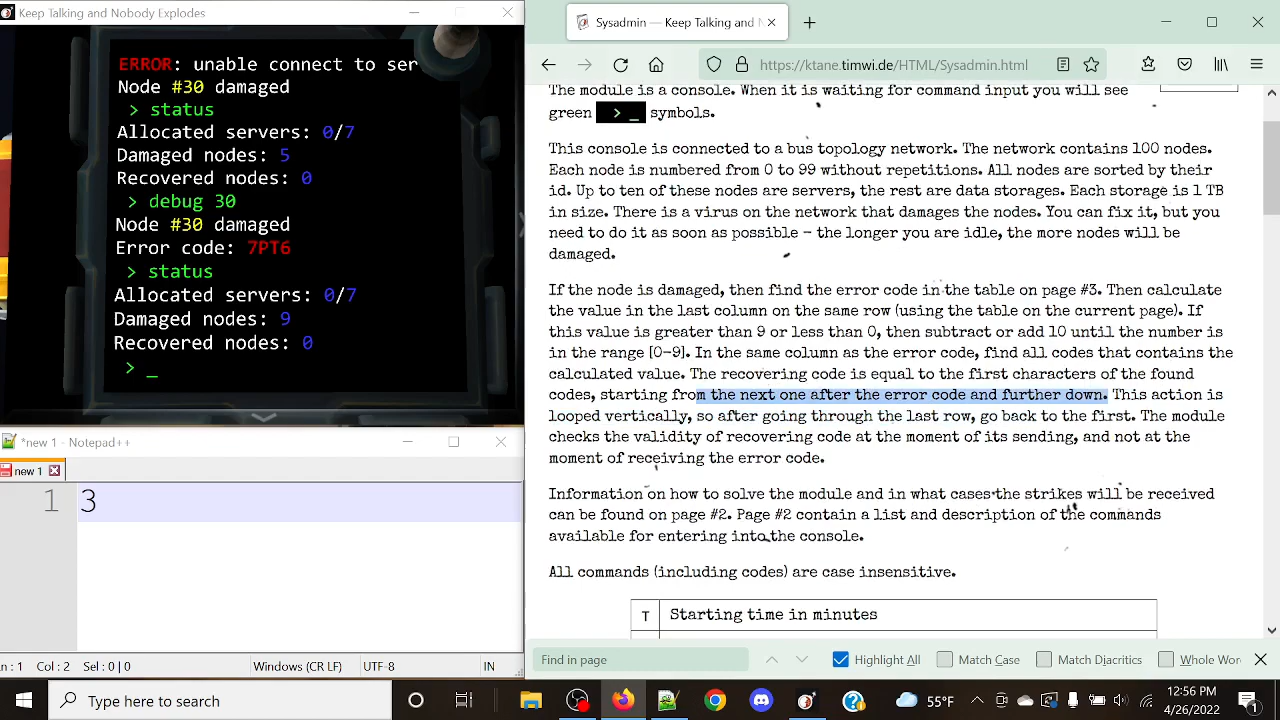 Keep Talking and Nobody Explodes
ERROR: unable connect to ser
Node #30 damaged
> status
Allocated servers: 0/7
Damaged nodes: 5
Recovered nodes: 0
> debug 30
Node #30 damaged
Error code: 7PT6
> status
Allocated servers: 0/7
Damaged nodes: 9
Recovered nodes: 0
> _
*new 1 - Notepad++
new 1
1 3
Ln : 1 Col : 2 Sel : 0 | 0 Windows (CR LF) UTF-8 IN
Sysadmin — Keep Talking and N
https://ktane.timwi.de/HTML/Sysadmin.html
The module is a console. When it is waiting for command input you will see
green > _ symbols.
This console is connected to a bus topology network. The network contains 100 nodes.
Each node is numbered from 0 to 99 without repetitions. All nodes are sorted by their
id. Up to ten of these nodes are servers, the rest are data storages. Each storage is 1 TB
in size. There is a virus on the network that damages the nodes. You can fix it, but you
need to do it as soon as possible – the longer you are idle, the more nodes will be
damaged.
If the node is damaged, then find the error code in the table on page #3. Then calculate
the value in the last column on the same row (using the table on the current page). If
this value is greater than 9 or less than 0, then subtract or add 10 until the number is
in the range [0-9]. In the same column as the error code, find all codes that contains the
calculated value. The recovering code is equal to the first characters of the found
codes, starting from the next one after the error code and further down. This action is
looped vertically, so after going through the last row, go back to the first. The module
checks the validity of recovering code at the moment of its sending, and not at the
moment of receiving the error code.
Information on how to solve the module and in what cases the strikes will be received
can be found on page #2. Page #2 contain a list and description of the commands
available for entering into the console.
All commands (including codes) are case insensitive.
T Starting time in minutes
Find in page Highlight All Match Case Match Diacritics Whole Wo
Type here to search
55°F
12:56 PM
4/26/2022